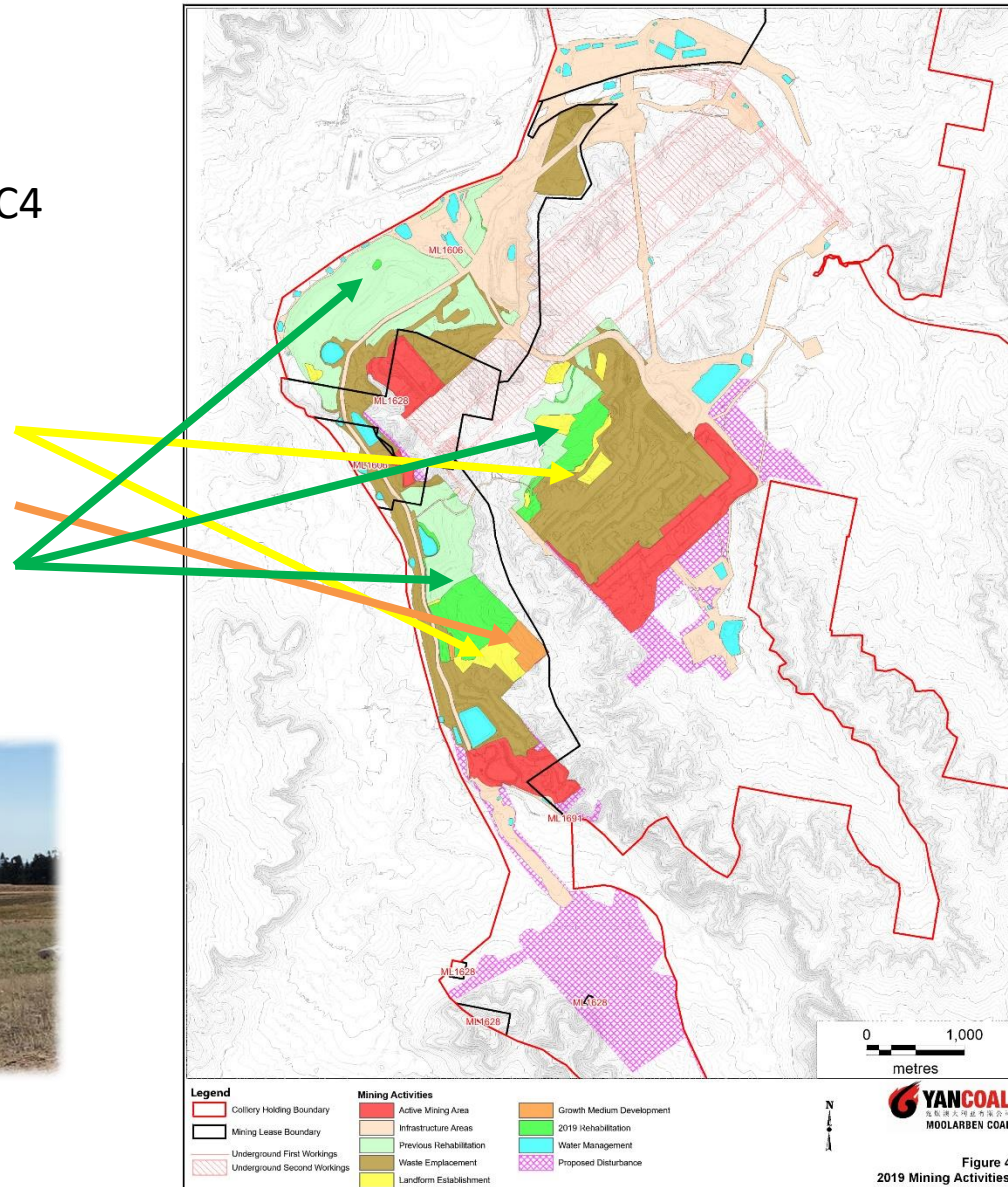 C4
ML1606
ML1628
ML1606
ML1691
ML1628
ML1628
ML1628
0 1,000
metres
Legend
Colliery Holding Boundary
Mining Lease Boundary
Underground First Workings
Underground Second Workings
Mining Activities
Active Mining Area
Infrastructure Areas
Previous Rehabilitation
Waste Emplacement
Landform Establishment
Growth Medium Development
2019 Rehabilitation
Water Management
Proposed Disturbance
N
YANCOAL
MOOLARBEN COAL
Figure 4
2019 Mining Activities